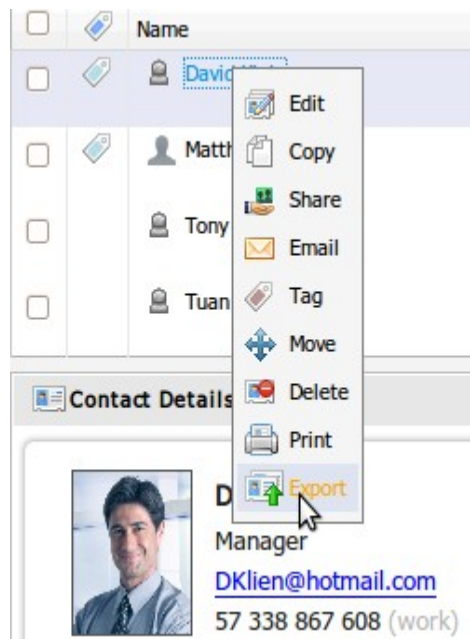 Name
David
Edit
Matth
Copy
Share
Tony
Email
Tag
Tuan
Move
Delete
Contact Details
Print
Export
D
Manager
DKlien@hotmail.com
57 338 867 608 (work)